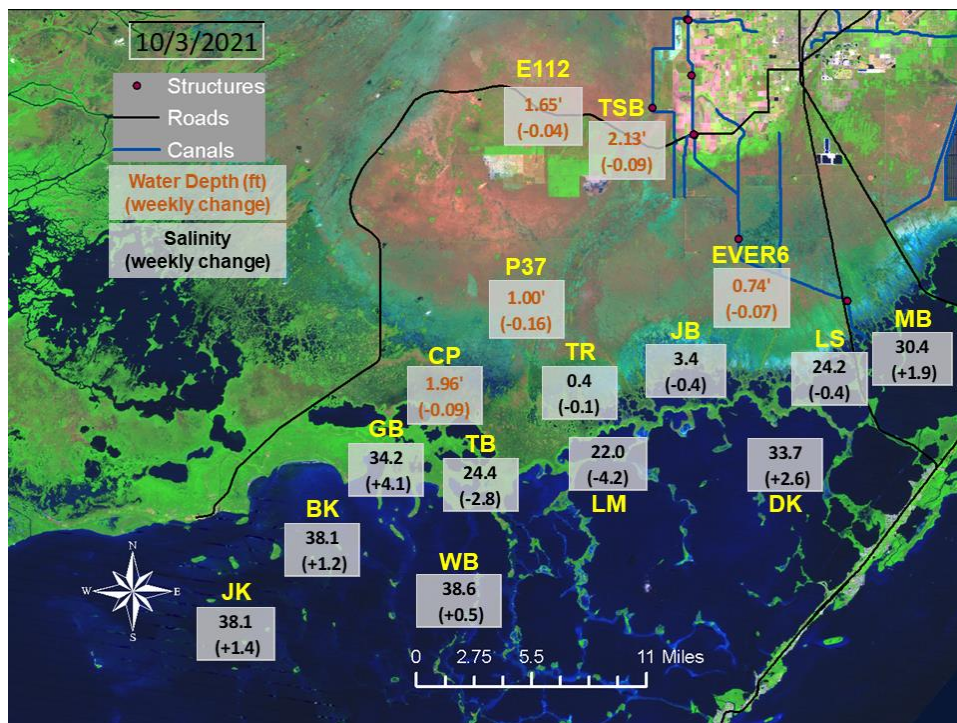 10/3/2021
Structures
Roads
Canals
Water Depth (ft)
(weekly change)
Salinity
(weekly change)
E112
1.65'
(-0.04)
TSB
2.13'
(-0.09)
P37
1.00'
(-0.16)
EVER6
0.74'
(-0.07)
CP
1.96'
(-0.09)
TR
0.4
(-0.1)
JB
3.4
(-0.4)
LS
24.2
(-0.4)
MB
30.4
(+1.9)
GB
34.2
(+4.1)
TB
24.4
(-2.8)
22.0
(-4.2)
LM
33.7
(+2.6)
DK
BK
38.1
(+1.2)
WB
38.6
(+0.5)
JK
38.1
(+1.4)
N
W
E
S
0 2.75 5.5 11 Miles